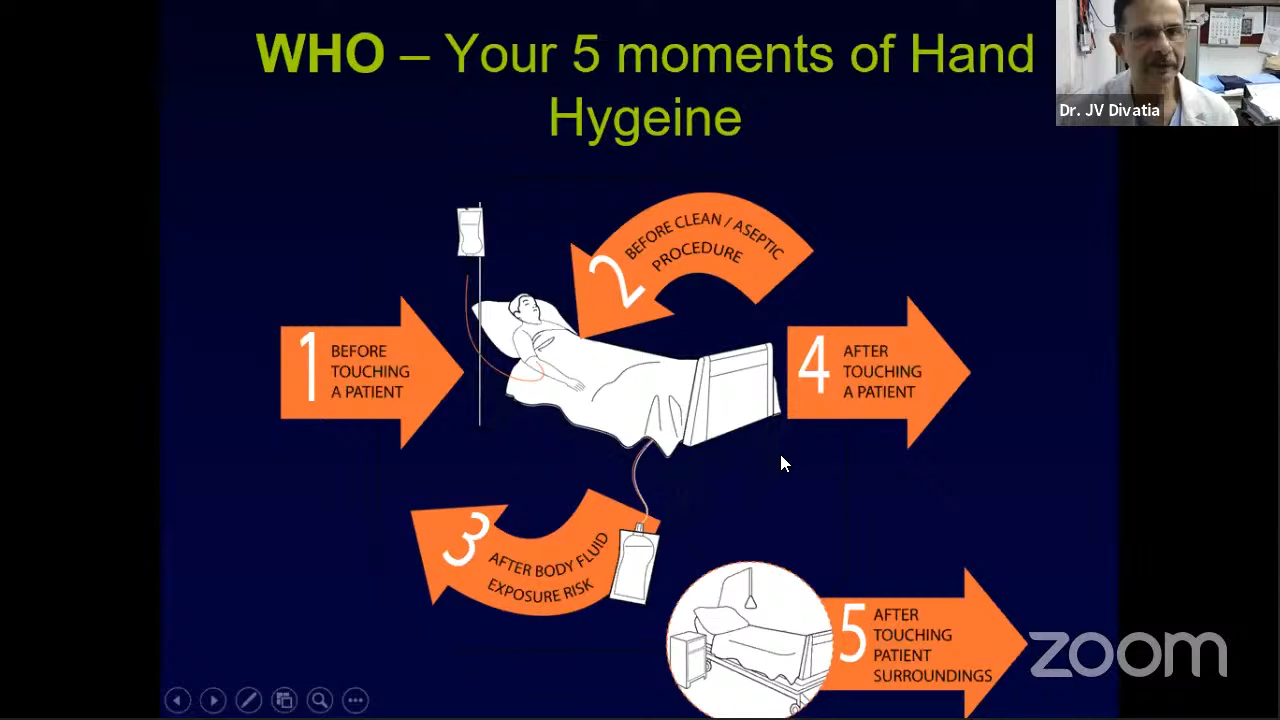 WHO – Your 5 moments of Hand
Hygeine
Dr. JV Divatia
1
BEFORE
TOUCHING
A PATIENT
2
BEFORE CLEAN / ASEPTIC
PROCEDURE
3
AFTER BODY FLUID
EXPOSURE RISK
4
AFTER
TOUCHING
A PATIENT
5
AFTER
TOUCHING
PATIENT
SURROUNDINGS
zoom